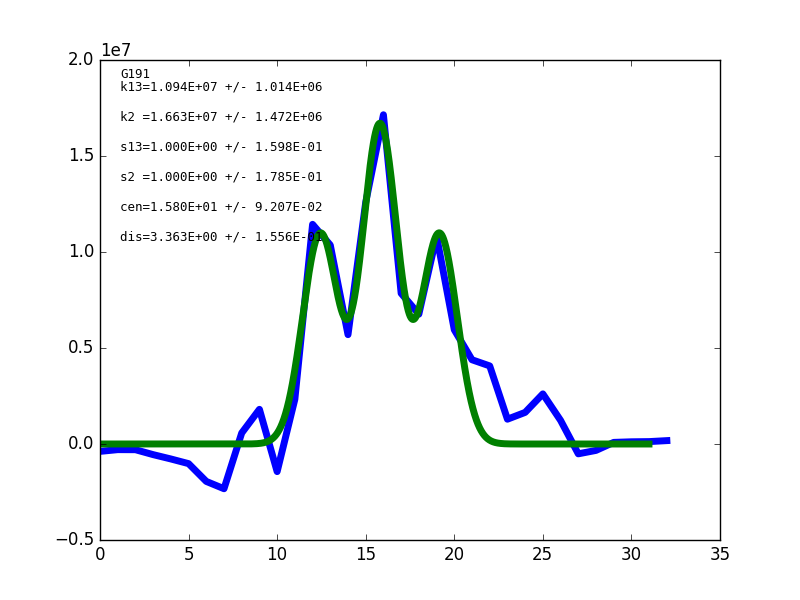 1e7
G191
k13=1.094E+07 +/- 1.014E+06
k2 =1.663E+07 +/- 1.472E+06
s13=1.000E+00 +/- 1.598E-01
s2 =1.000E+00 +/- 1.785E-01
cen=1.580E+01 +/- 9.207E-02
dis=3.363E+00 +/- 1.556E-01
2.0
1.5
1.0
0.5
0.0
−0.5
0 5 10 15 20 25 30 35